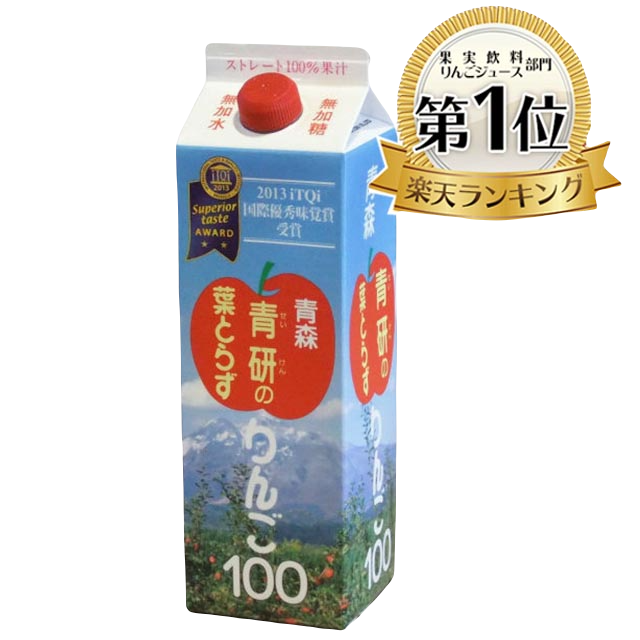 果実飲料
りんごジュース部門
第1位
楽天ランキング
ストレート100%果汁
無加水
無加糖
iTQi
2013
Superior
taste
AWARD
2013 iTQi
国際優秀味覚賞
受賞
青森
青研の
せい
けん
葉とらず
りんご
100
青森
青研の
葉とらず
りんご
100